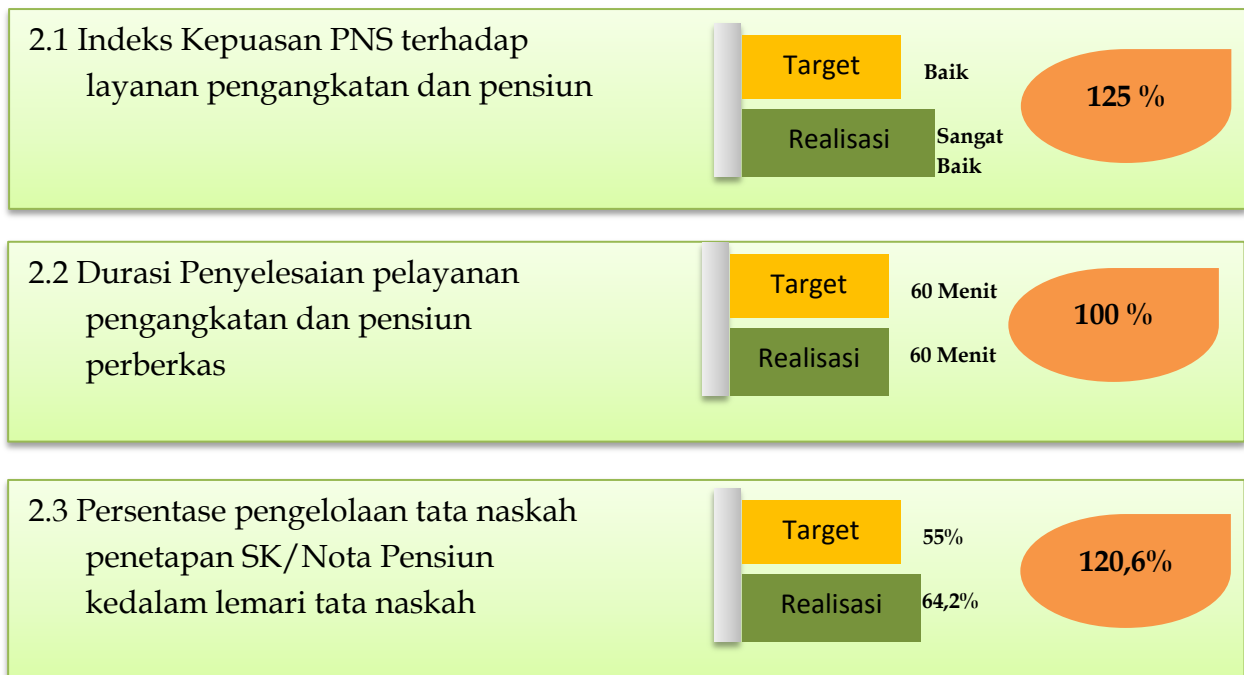 2.1 Indeks Kepuasan PNS terhadap
layanan pengangkatan dan pensiun
Target
Baik
Realisasi
Sangat
Baik
125 %
2.2 Durasi Penyelesaian pelayanan
pengangkatan dan pensiun
perberkas
Target
60 Menit
Realisasi
60 Menit
100 %
2.3 Persentase pengelolaan tata naskah
penetapan SK/Nota Pensiun
kedalam lemari tata naskah
Target
55%
Realisasi
64,2%
120,6%